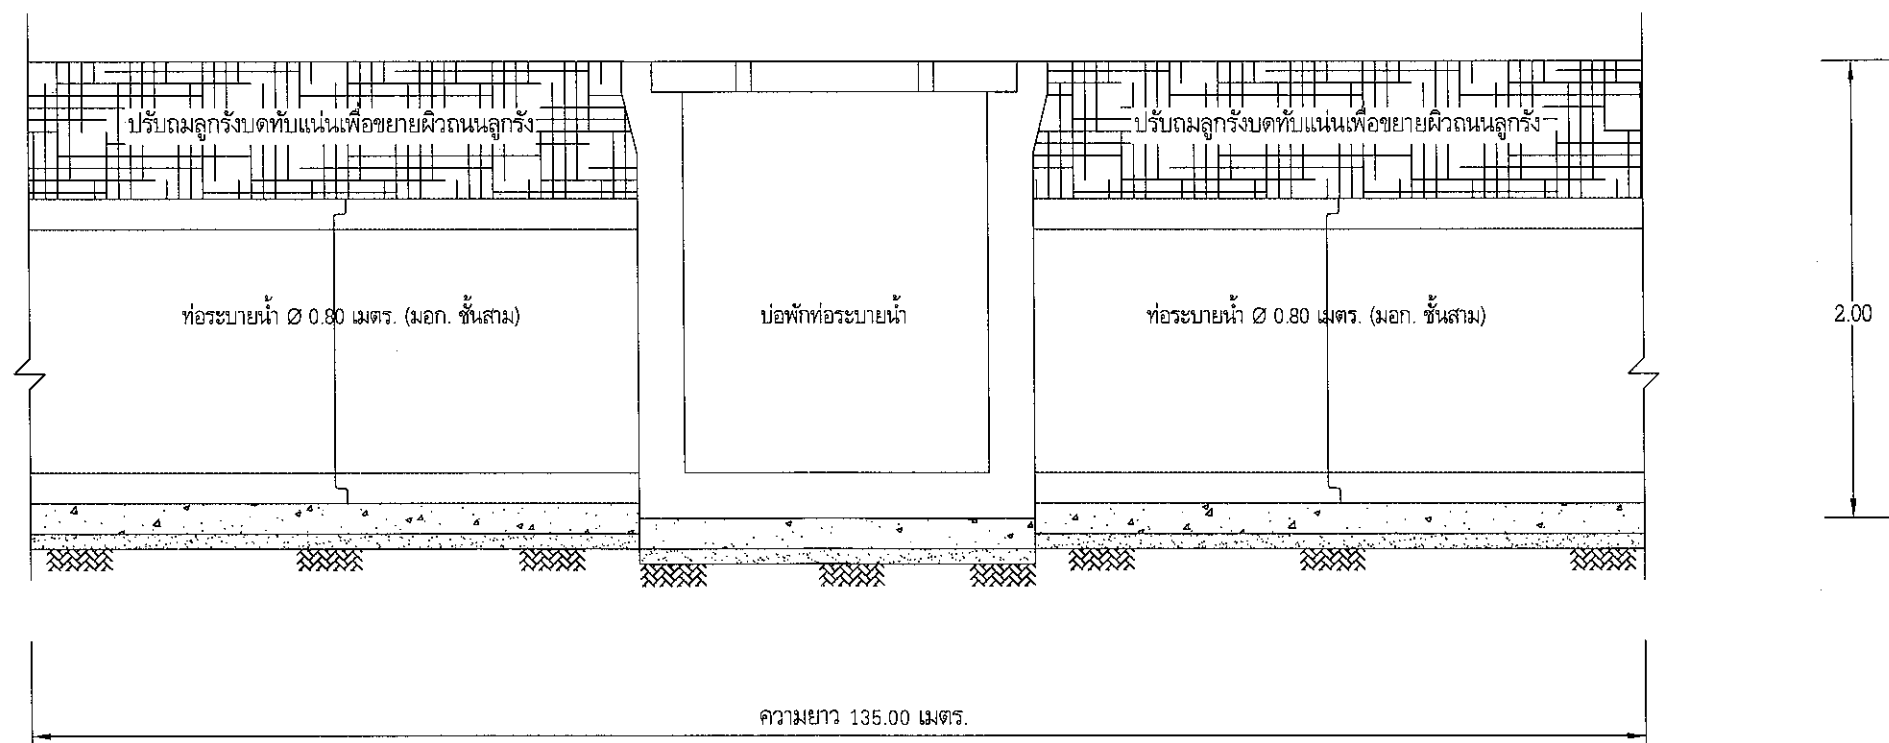 ปรับถมลูกรังบดทับแน่นเพื่อขยายผิวถนนลูกรัง
ปรับถมลูกรังบดทับแน่นเพื่อขยายผิวถนนลูกรัง
ท่อระบายน้ำ Ø 0.80 เมตร. (มอก. ชั้นสาม)
บ่อพักท่อระบายน้ำ
ท่อระบายน้ำ Ø 0.80 เมตร. (มอก. ชั้นสาม)
2.00
ความยาว 135.00 เมตร.